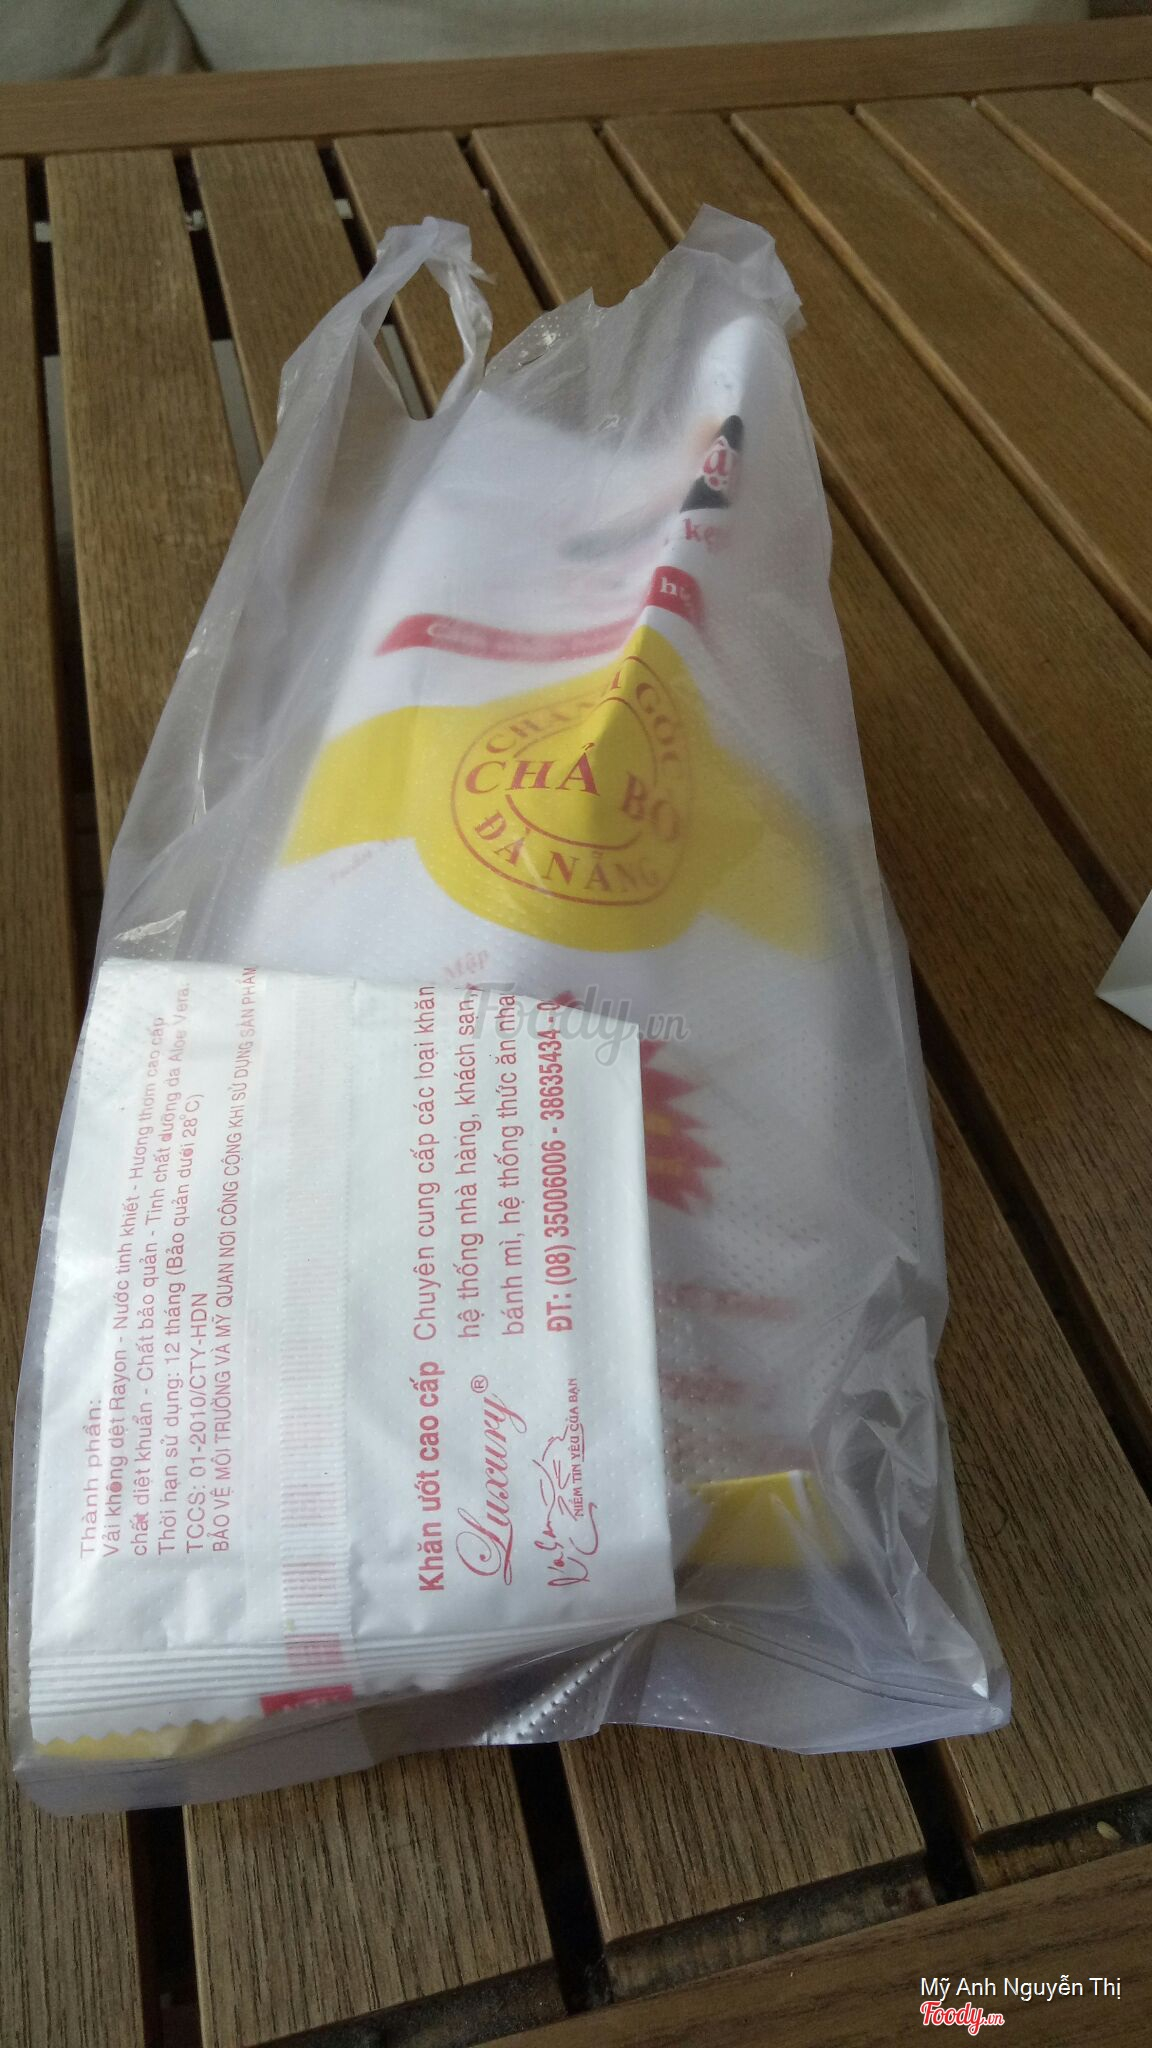 CHẢ BÒ
ĐÀ NẴNG
GỐC
Mập
Thành phần:
Vải không dệt Rayon - Nước tinh khiết - Hương thơm cao cấp
chất diệt khuẩn - Chất bảo quản - Tinh chất dưỡng da Aloe Vera.
Thời hạn sử dụng: 12 tháng (Bảo quản dưới 28°C)
TCCS: 01-2010/CTY-HDN
BẢO VỆ MÔI TRƯỜNG VÀ MỸ QUAN NƠI CÔNG CỘNG KHI SỬ DỤNG SẢN PHẨM
Khăn ướt cao cấp
Luxury®
NIỀM TIN YÊU CỦA BẠN
Chuyên cung cấp các loại khăn,
hệ thống nhà hàng, khách sạn,
bánh mì, hệ thống thức ăn nha
ĐT: (08) 35006006 - 38635434 - 0
Foody.vn
Mỹ Anh Nguyễn Thị
Foody.vn